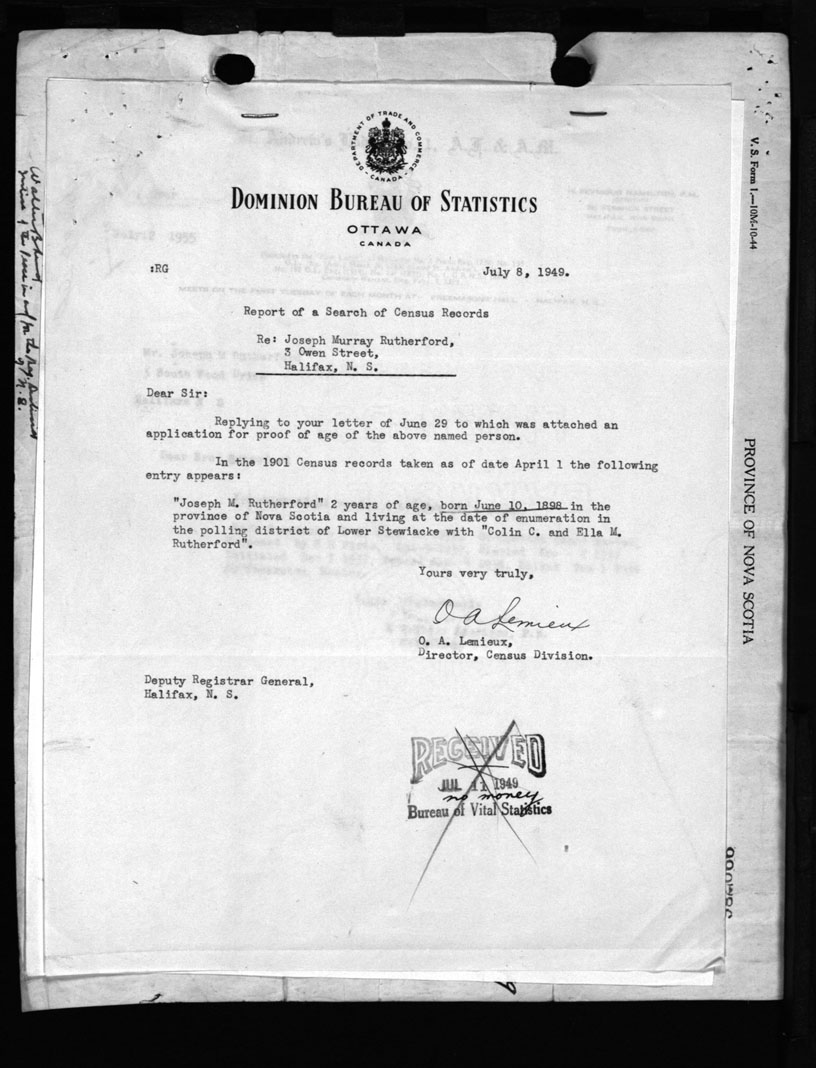 DEPARTMENT OF TRADE AND COMMERCE
CANADA
DOMINION BUREAU OF STATISTICS
OTTAWA
CANADA
:RG
July 8, 1949.
Report of a Search of Census Records
Re: Joseph Murray Rutherford,
3 Owen Street,
Halifax, N. S.
Dear Sir:
Replying to your letter of June 29 to which was attached an
application for proof of age of the above named person.
In the 1901 Census records taken as of date April 1 the following
entry appears:
"Joseph M. Rutherford" 2 years of age, born June 10, 1898 in the
province of Nova Scotia and living at the date of enumeration in
the polling district of Lower Stewiacke with "Colin C. and Ella M.
Rutherford".
Yours very truly,
O A Lemieux
O. A. Lemieux,
Director, Census Division.
Deputy Registrar General,
Halifax, N. S.
RECEIVED
JUL 11 1949
no money
Bureau of Vital Statistics
V. S. Form 1.—10M-10-44
PROVINCE OF NOVA SCOTIA